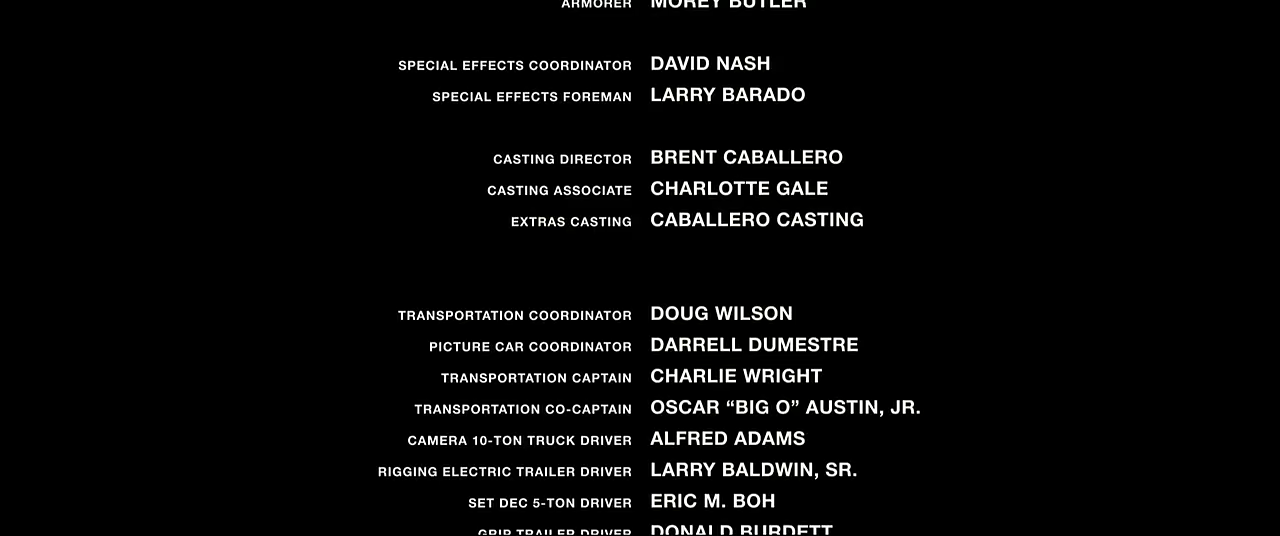 ARMORER MOREY BUTLER
SPECIAL EFFECTS COORDINATOR DAVID NASH
SPECIAL EFFECTS FOREMAN LARRY BARADO
CASTING DIRECTOR BRENT CABALLERO
CASTING ASSOCIATE CHARLOTTE GALE
EXTRAS CASTING CABALLERO CASTING
TRANSPORTATION COORDINATOR DOUG WILSON
PICTURE CAR COORDINATOR DARRELL DUMESTRE
TRANSPORTATION CAPTAIN CHARLIE WRIGHT
TRANSPORTATION CO-CAPTAIN OSCAR “BIG O” AUSTIN, JR.
CAMERA 10-TON TRUCK DRIVER ALFRED ADAMS
RIGGING ELECTRIC TRAILER DRIVER LARRY BALDWIN, SR.
SET DEC 5-TON DRIVER ERIC M. BOH
GRIP TRAILER DRIVER DONALD BURDETT